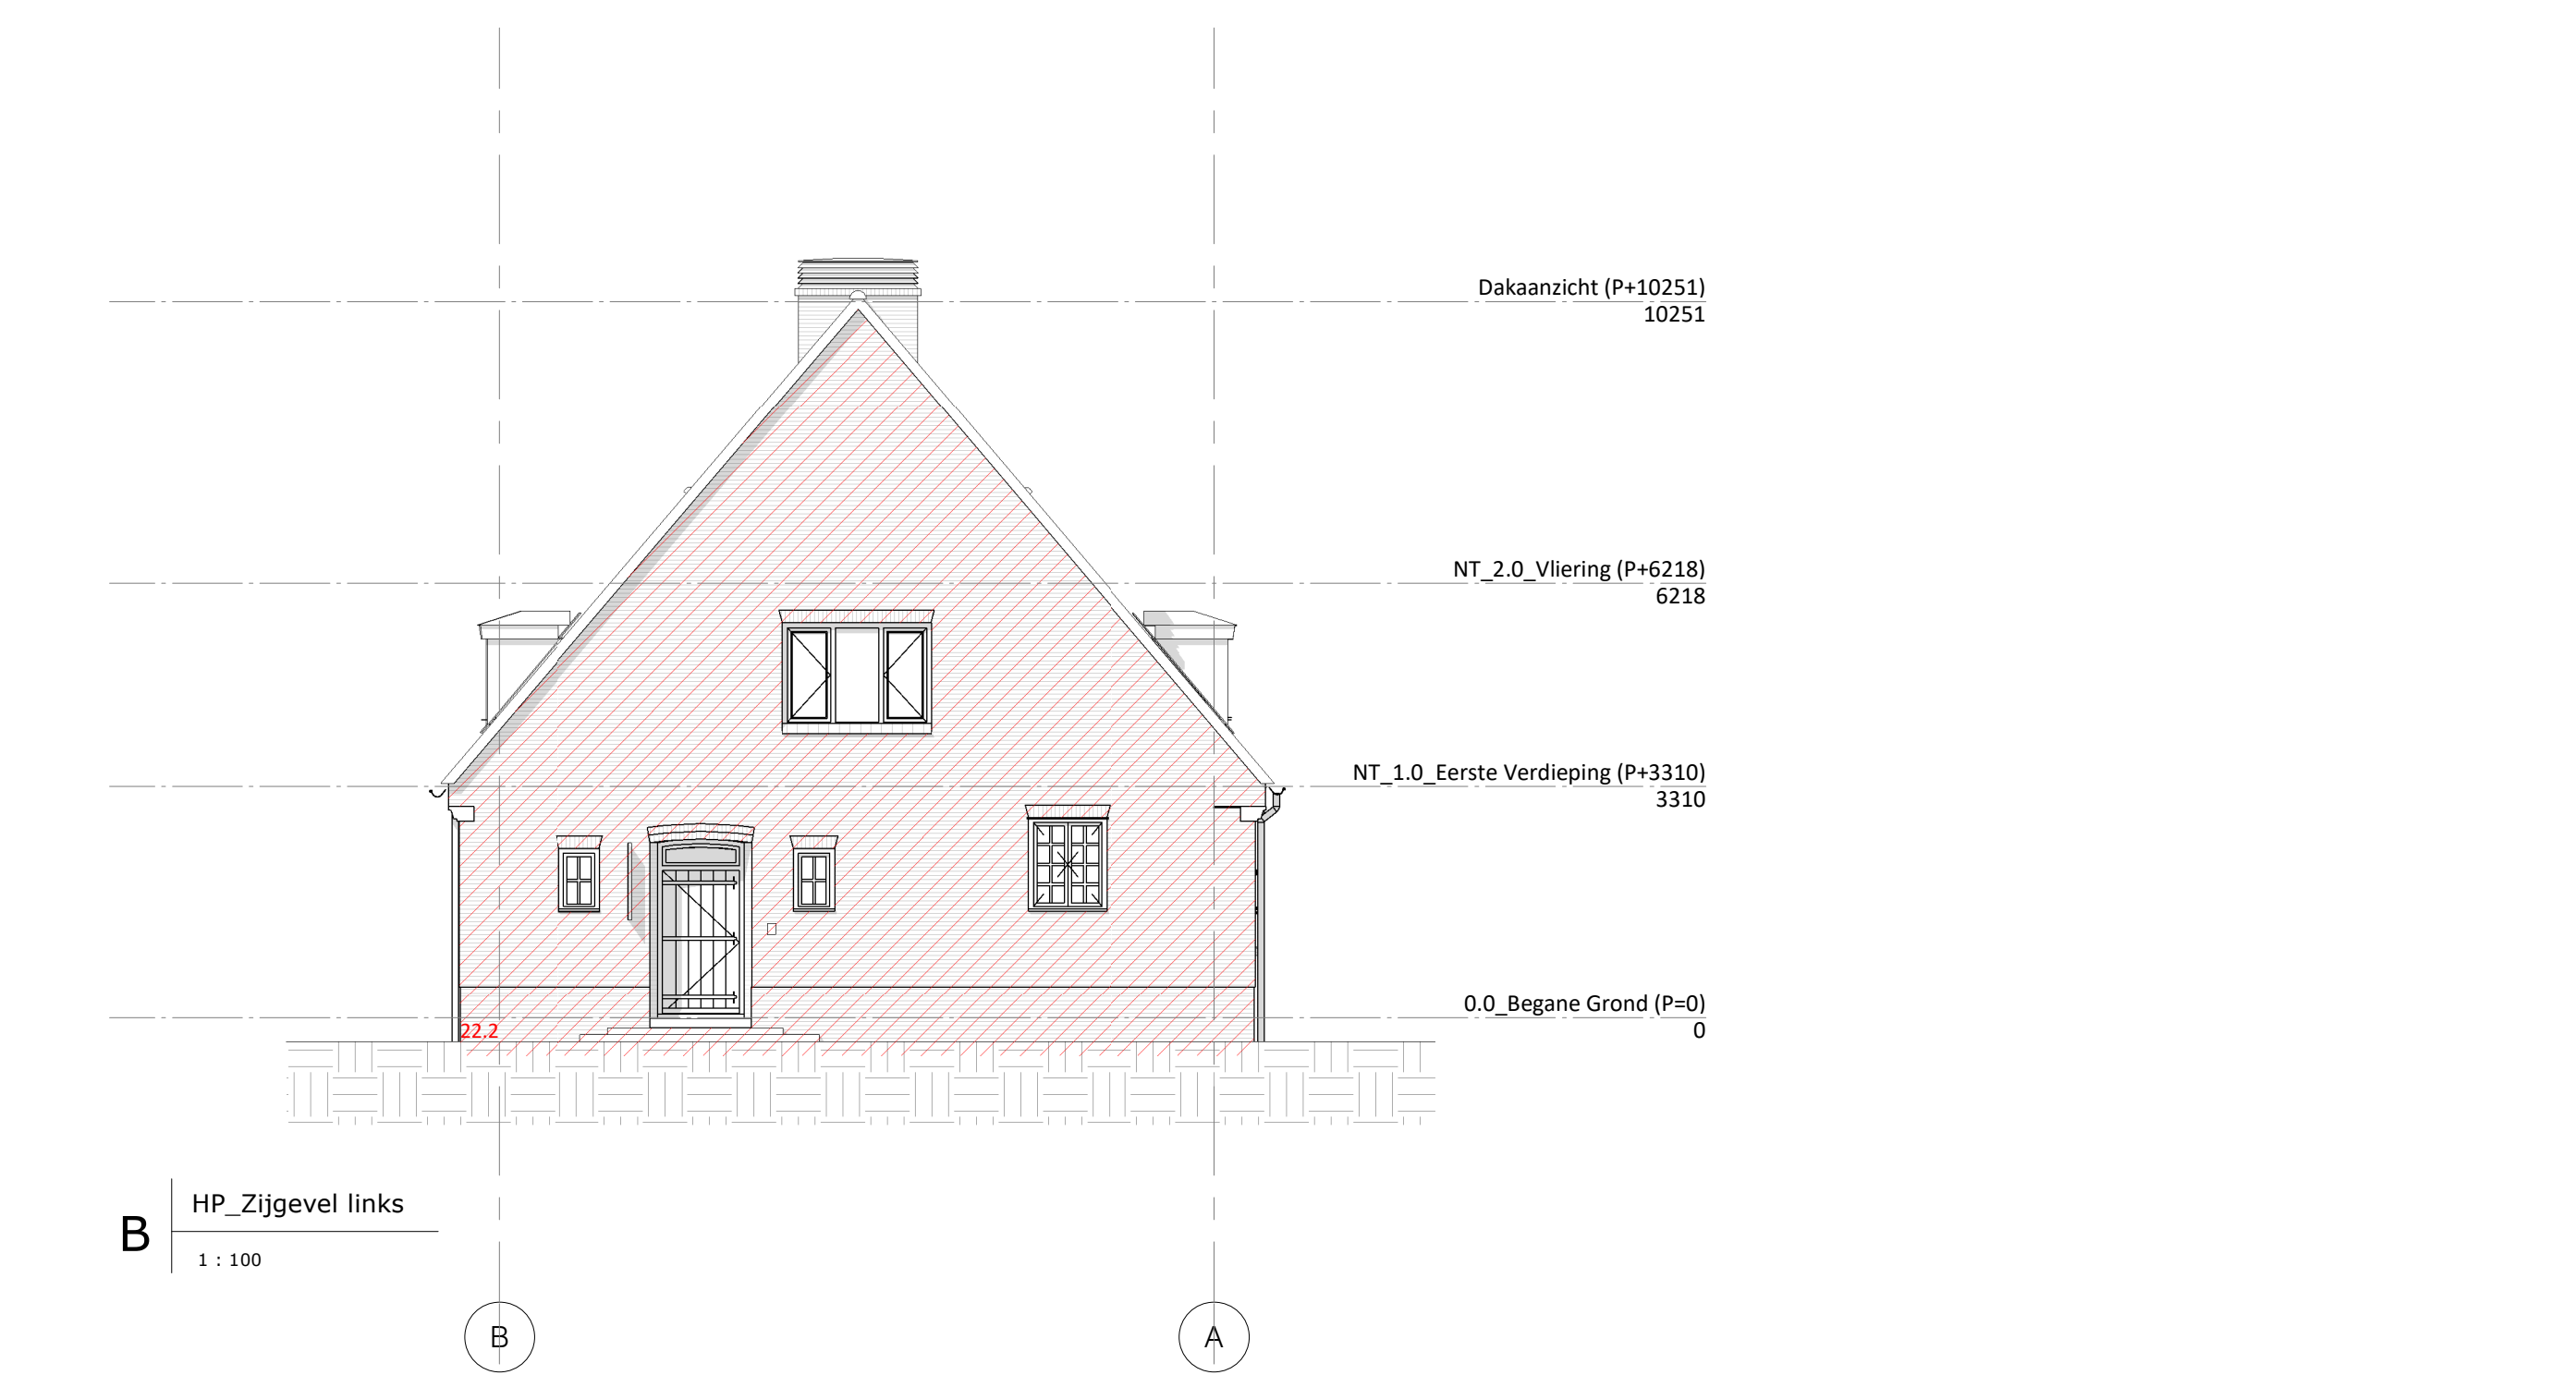 Dakaanzicht (P+10251)
10251
NT_2.0_Vliering (P+6218)
6218
NT_1.0_Eerste Verdieping (P+3310)
3310
0.0_Begane Grond (P=0)
0
22.2
B
HP_Zijgevel links
1 : 100
B
A